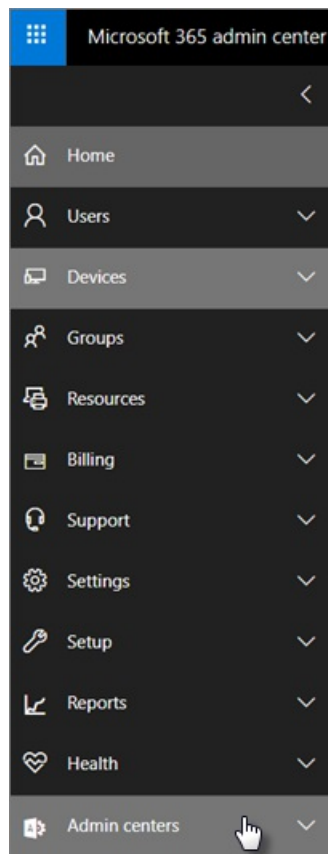 Microsoft 365 admin center
Home
Users
Devices
Groups
Resources
Billing
Support
Settings
Setup
Reports
Health
Admin centers